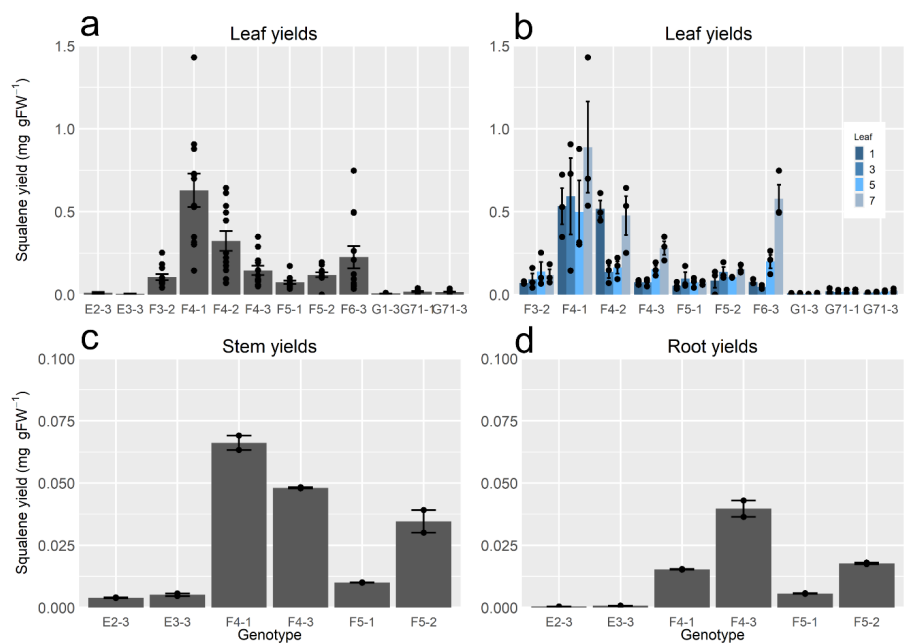 a
Leaf yields
Squalene yield (mg gFW⁻¹)
1.5
1.0
0.5
0.0
E2-3 E3-3 F3-2 F4-1 F4-2 F4-3 F5-1 F5-2 F6-3 G1-3 G71-1 G71-3
b
Leaf yields
1.5
1.0
0.5
0.0
Leaf
1
3
5
7
F3-2 F4-1 F4-2 F4-3 F5-1 F5-2 F6-3 G1-3 G71-1 G71-3
c
Stem yields
Squalene yield (mg gFW⁻¹)
0.100
0.075
0.050
0.025
0.000
E2-3 E3-3 F4-1 F4-3 F5-1 F5-2
Genotype
d
Root yields
0.100
0.075
0.050
0.025
0.000
E2-3 E3-3 F4-1 F4-3 F5-1 F5-2
Genotype